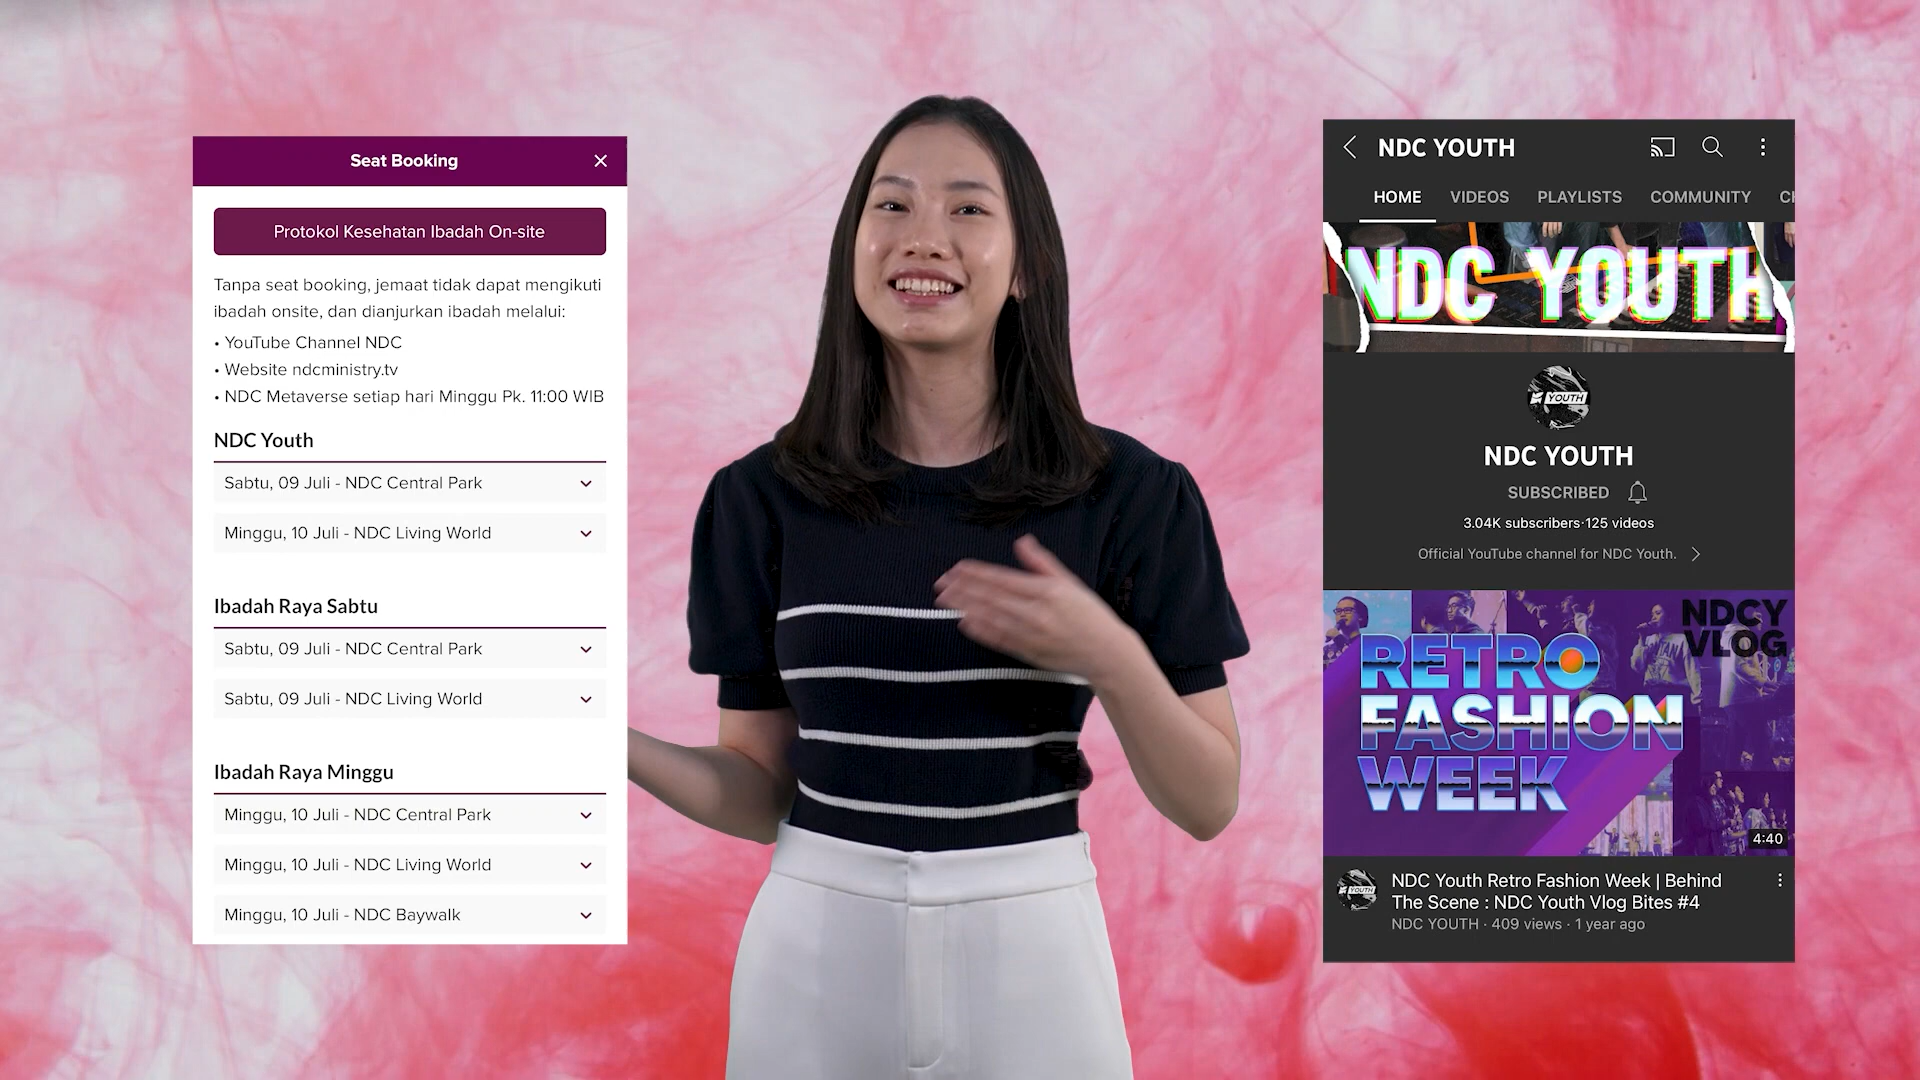 Seat Booking
Protokol Kesehatan Ibadah On-site
Tanpa seat booking, jemaat tidak dapat mengikuti
ibadah onsite, dan dianjurkan ibadah melalui:
• YouTube Channel NDC
• Website ndcministry.tv
• NDC Metaverse setiap hari Minggu Pk. 11:00 WIB
NDC Youth
Sabtu, 09 Juli - NDC Central Park
Minggu, 10 Juli - NDC Living World
Ibadah Raya Sabtu
Sabtu, 09 Juli - NDC Central Park
Sabtu, 09 Juli - NDC Living World
Ibadah Raya Minggu
Minggu, 10 Juli - NDC Central Park
Minggu, 10 Juli - NDC Living World
Minggu, 10 Juli - NDC Baywalk
NDC YOUTH
HOME VIDEOS PLAYLISTS COMMUNITY
NDC YOUTH
YOUTH
NDC YOUTH
SUBSCRIBED
3.04K subscribers·125 videos
Official YouTube channel for NDC Youth.
NDCY
VLOG
RETRO
FASHION
WEEK
4:40
NDC Youth Retro Fashion Week | Behind
The Scene : NDC Youth Vlog Bites #4
YOUTH
NDC YOUTH · 409 views · 1 year ago